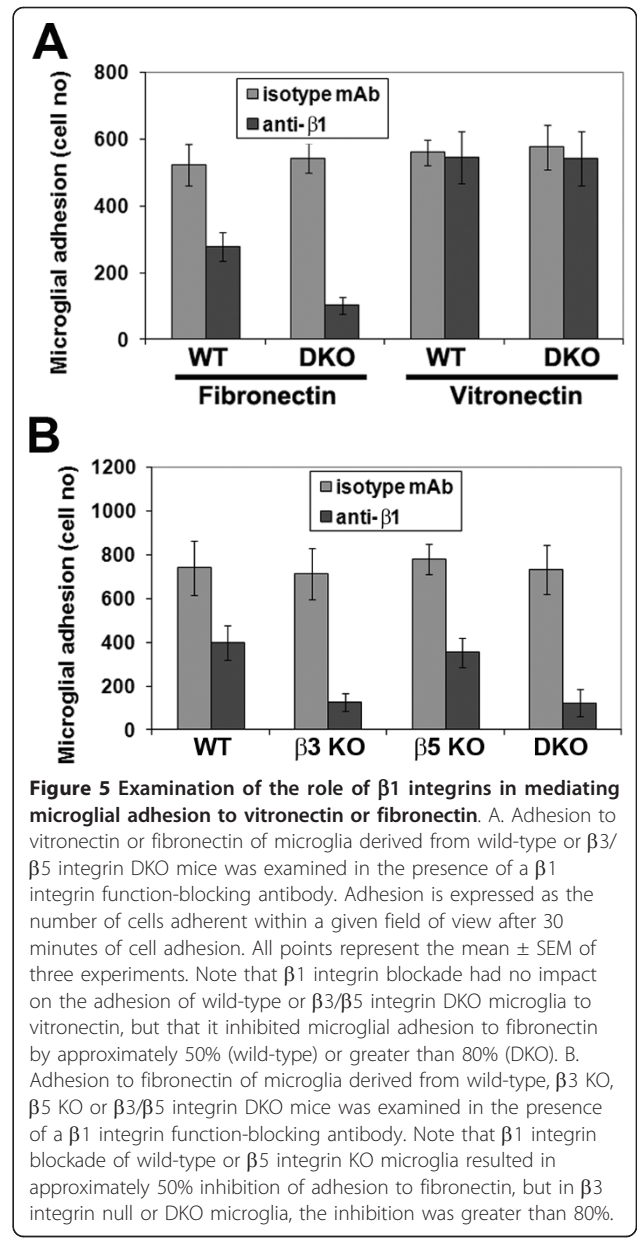 A
Microglial adhesion (cell no)
800
600
400
200
0
isotype mAb
anti-β1
WT
DKO
WT
DKO
Fibronectin
Vitronectin
B
Microglial adhesion (cell no)
1200
1000
800
600
400
200
0
isotype mAb
anti-β1
WT
β3 KO
β5 KO
DKO
Figure 5 Examination of the role of β1 integrins in mediating
microglial adhesion to vitronectin or fibronectin. A. Adhesion to
vitronectin or fibronectin of microglia derived from wild-type or β3/
β5 integrin DKO mice was examined in the presence of a β1
integrin function-blocking antibody. Adhesion is expressed as the
number of cells adherent within a given field of view after 30
minutes of cell adhesion. All points represent the mean ± SEM of
three experiments. Note that β1 integrin blockade had no impact
on the adhesion of wild-type or β3/β5 integrin DKO microglia to
vitronectin, but that it inhibited microglial adhesion to fibronectin
by approximately 50% (wild-type) or greater than 80% (DKO). B.
Adhesion to fibronectin of microglia derived from wild-type, β3 KO,
β5 KO or β3/β5 integrin DKO mice was examined in the presence
of a β1 integrin function-blocking antibody. Note that β1 integrin
blockade of wild-type or β5 integrin KO microglia resulted in
approximately 50% inhibition of adhesion to fibronectin, but in β3
integrin null or DKO microglia, the inhibition was greater than 80%.